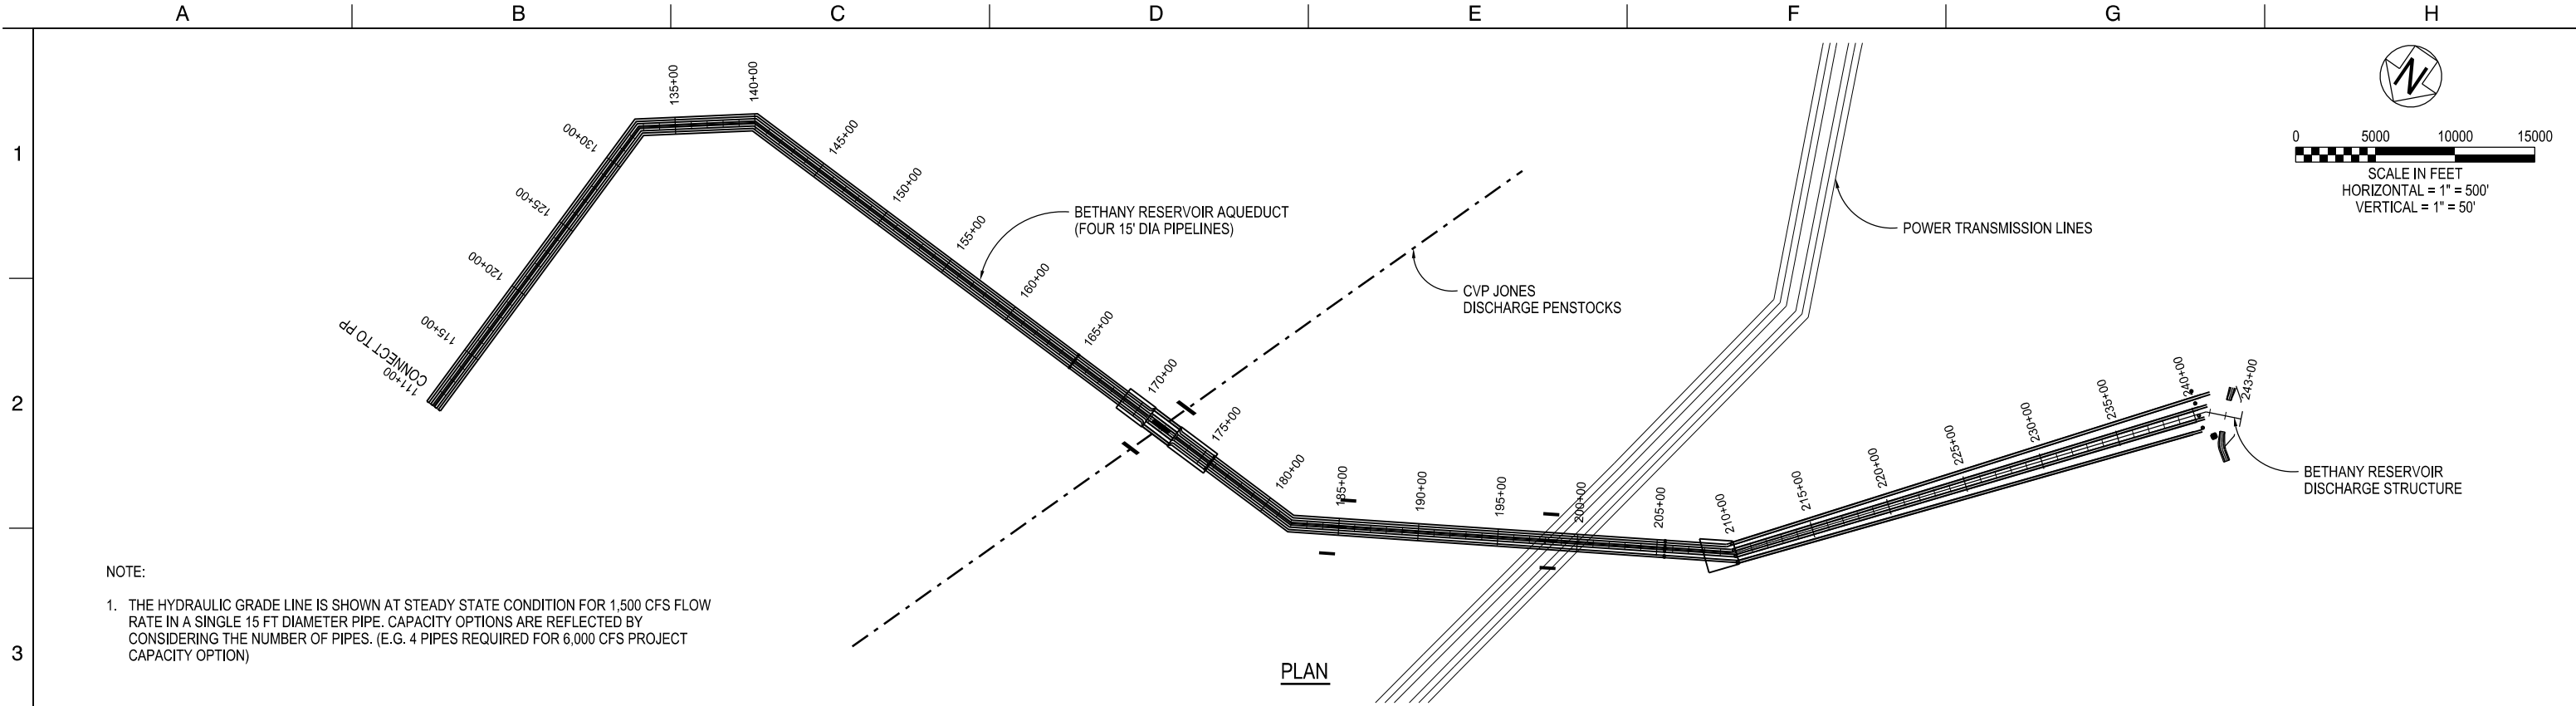 A B C D E F G H
1
2
3
N
0 5000 10000 15000
SCALE IN FEET
HORIZONTAL = 1" = 500'
VERTICAL = 1" = 50'
CONNECT TO PP
111+00
115+00
120+00
125+00
130+00
135+00
140+00
145+00
150+00
155+00
160+00
165+00
170+00
175+00
180+00
185+00
190+00
195+00
200+00
205+00
210+00
215+00
220+00
225+00
230+00
235+00
240+00
243+00
BETHANY RESERVOIR AQUEDUCT
(FOUR 15' DIA PIPELINES)
CVP JONES
DISCHARGE PENSTOCKS
POWER TRANSMISSION LINES
BETHANY RESERVOIR
DISCHARGE STRUCTURE
NOTE:
1. THE HYDRAULIC GRADE LINE IS SHOWN AT STEADY STATE CONDITION FOR 1,500 CFS FLOW
RATE IN A SINGLE 15 FT DIAMETER PIPE. CAPACITY OPTIONS ARE REFLECTED BY
CONSIDERING THE NUMBER OF PIPES. (E.G. 4 PIPES REQUIRED FOR 6,000 CFS PROJECT
CAPACITY OPTION)
PLAN